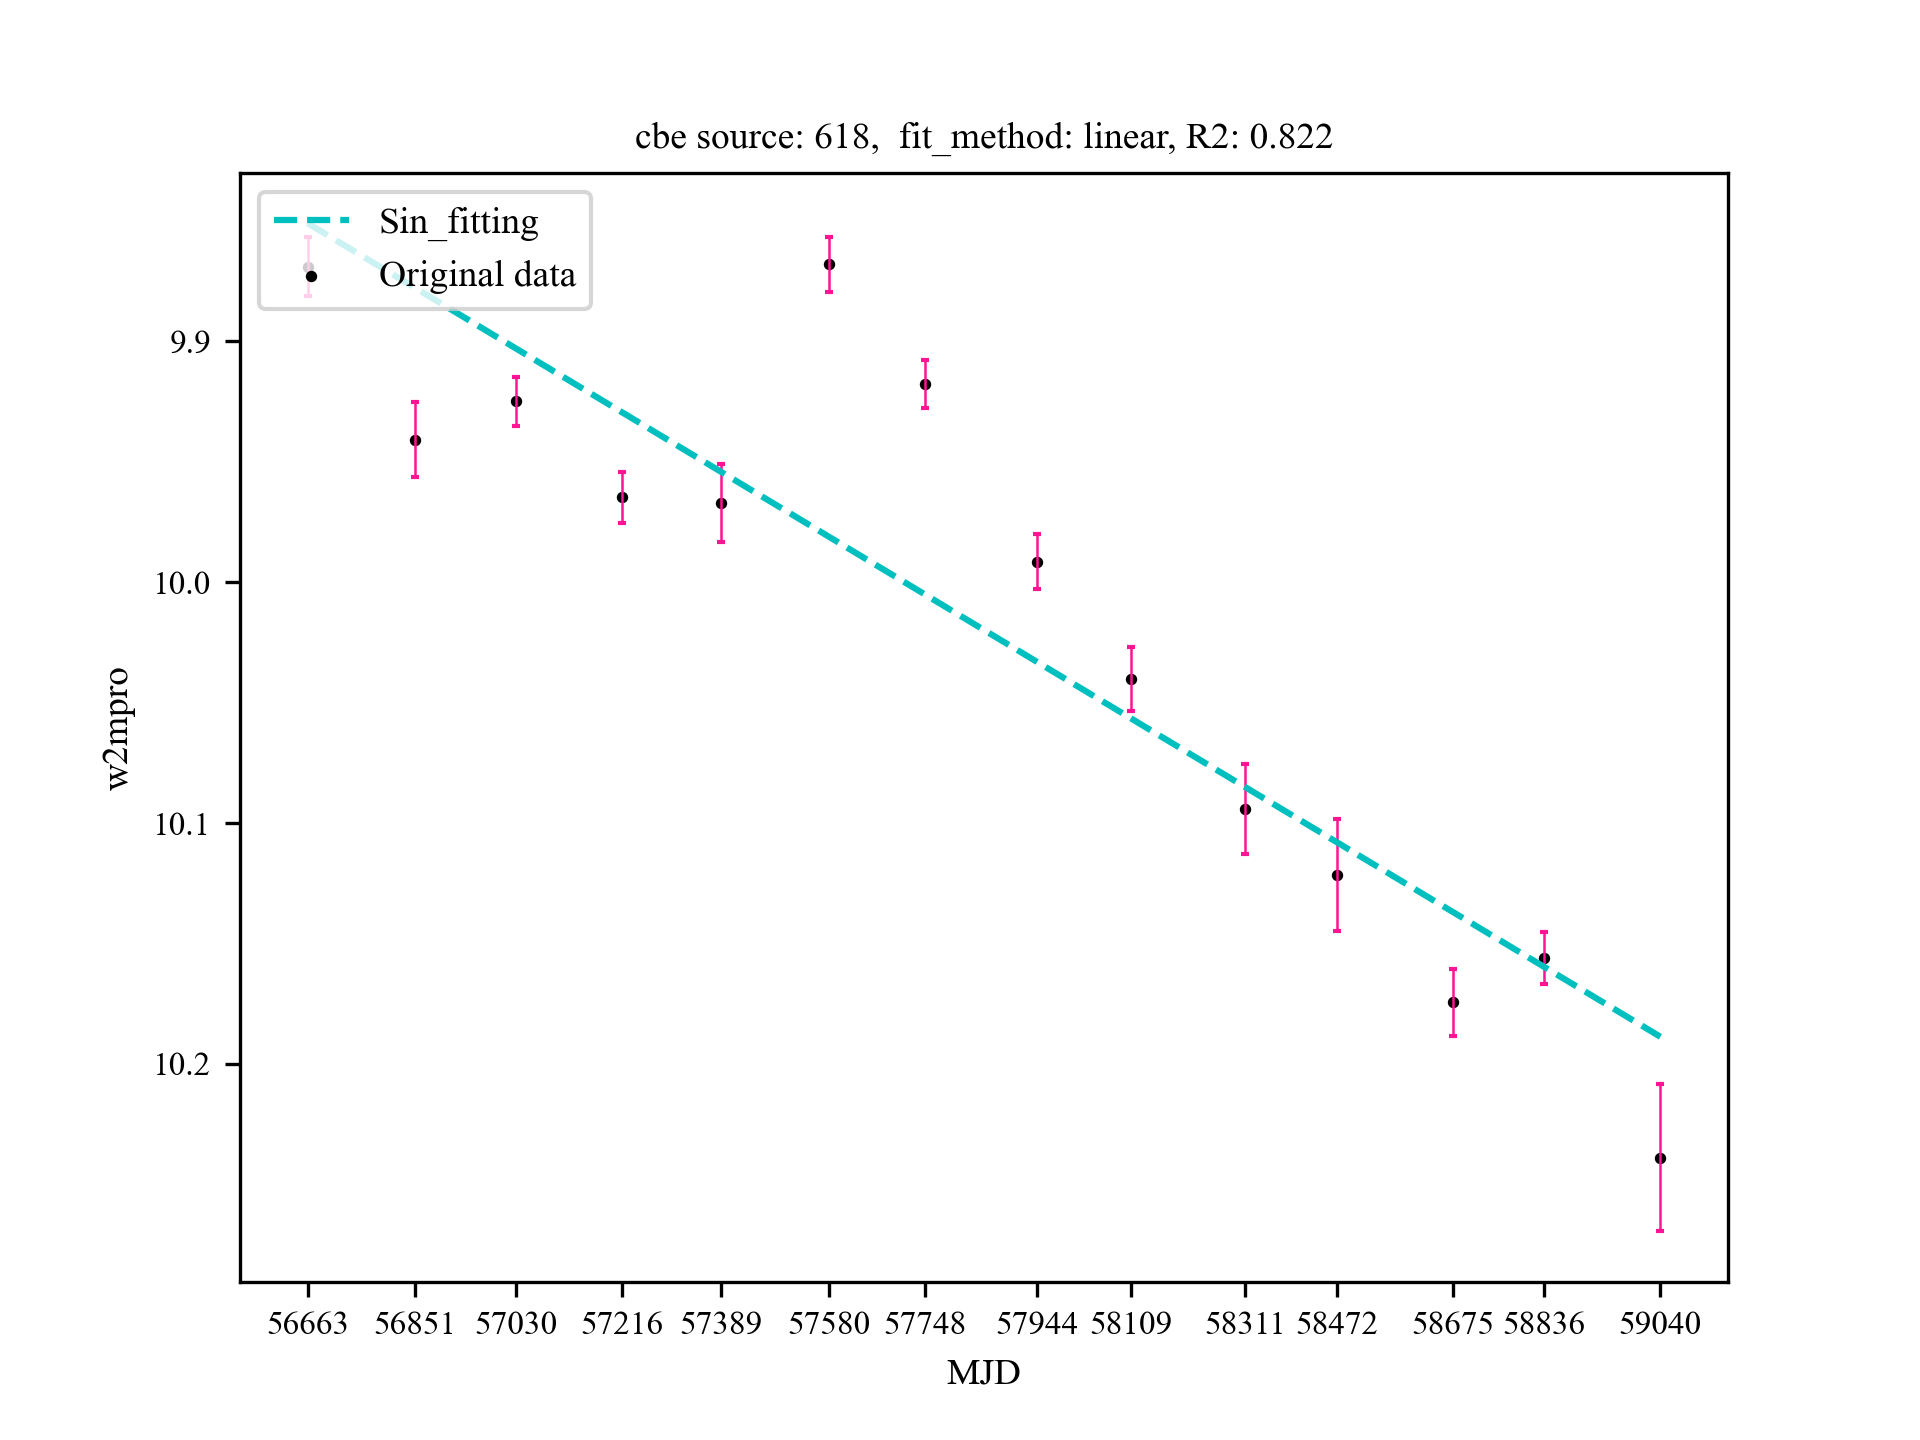 cbe source: 618,  fit_method: linear, R2: 0.822
Sin_fitting
Original data
9.9
10.0
10.1
10.2
w2mpro
56663 56851 57030 57216 57389 57580 57748 57944 58109 58311 58472 58675 58836 59040
MJD